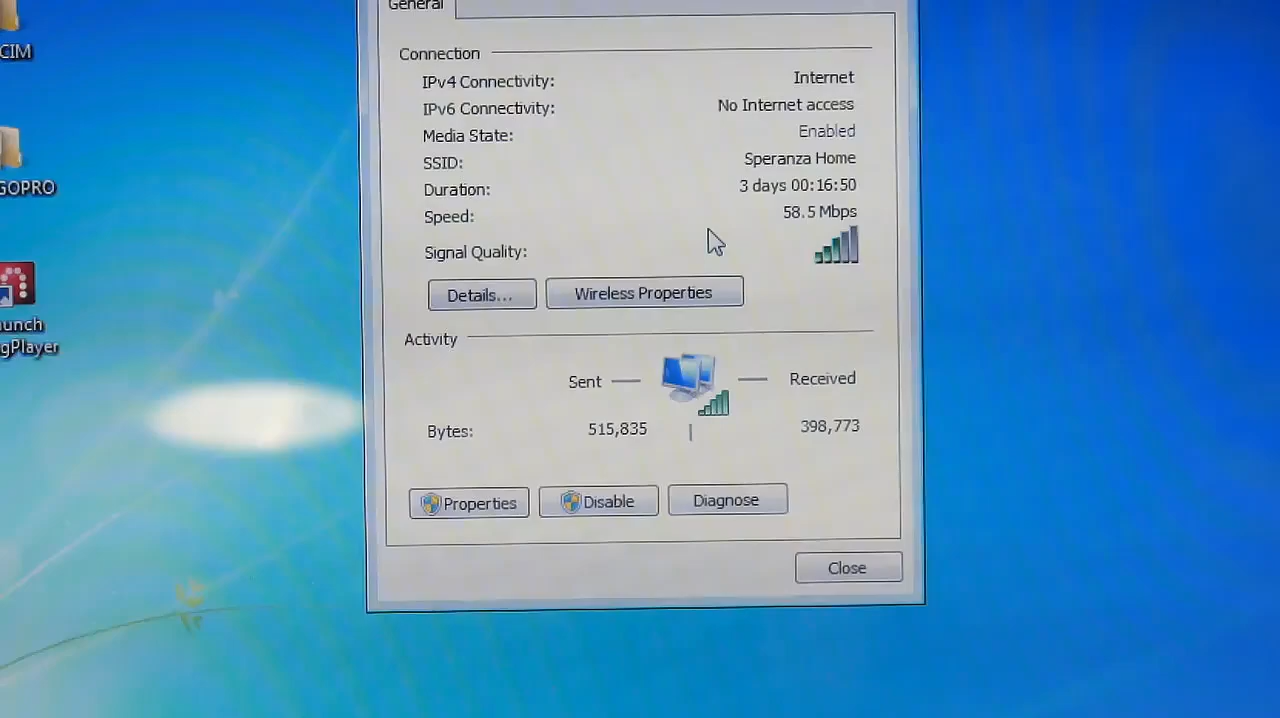 General
CIM
Connection
IPv4 Connectivity: Internet
IPv6 Connectivity: No Internet access
Media State: Enabled
SSID: Speranza Home
Duration: 3 days 00:16:50
Speed: 58.5 Mbps
Signal Quality:
GOPRO
Details... Wireless Properties
unch
gPlayer
Activity
Sent Received
Bytes: 515,835 398,773
Properties Disable Diagnose
Close